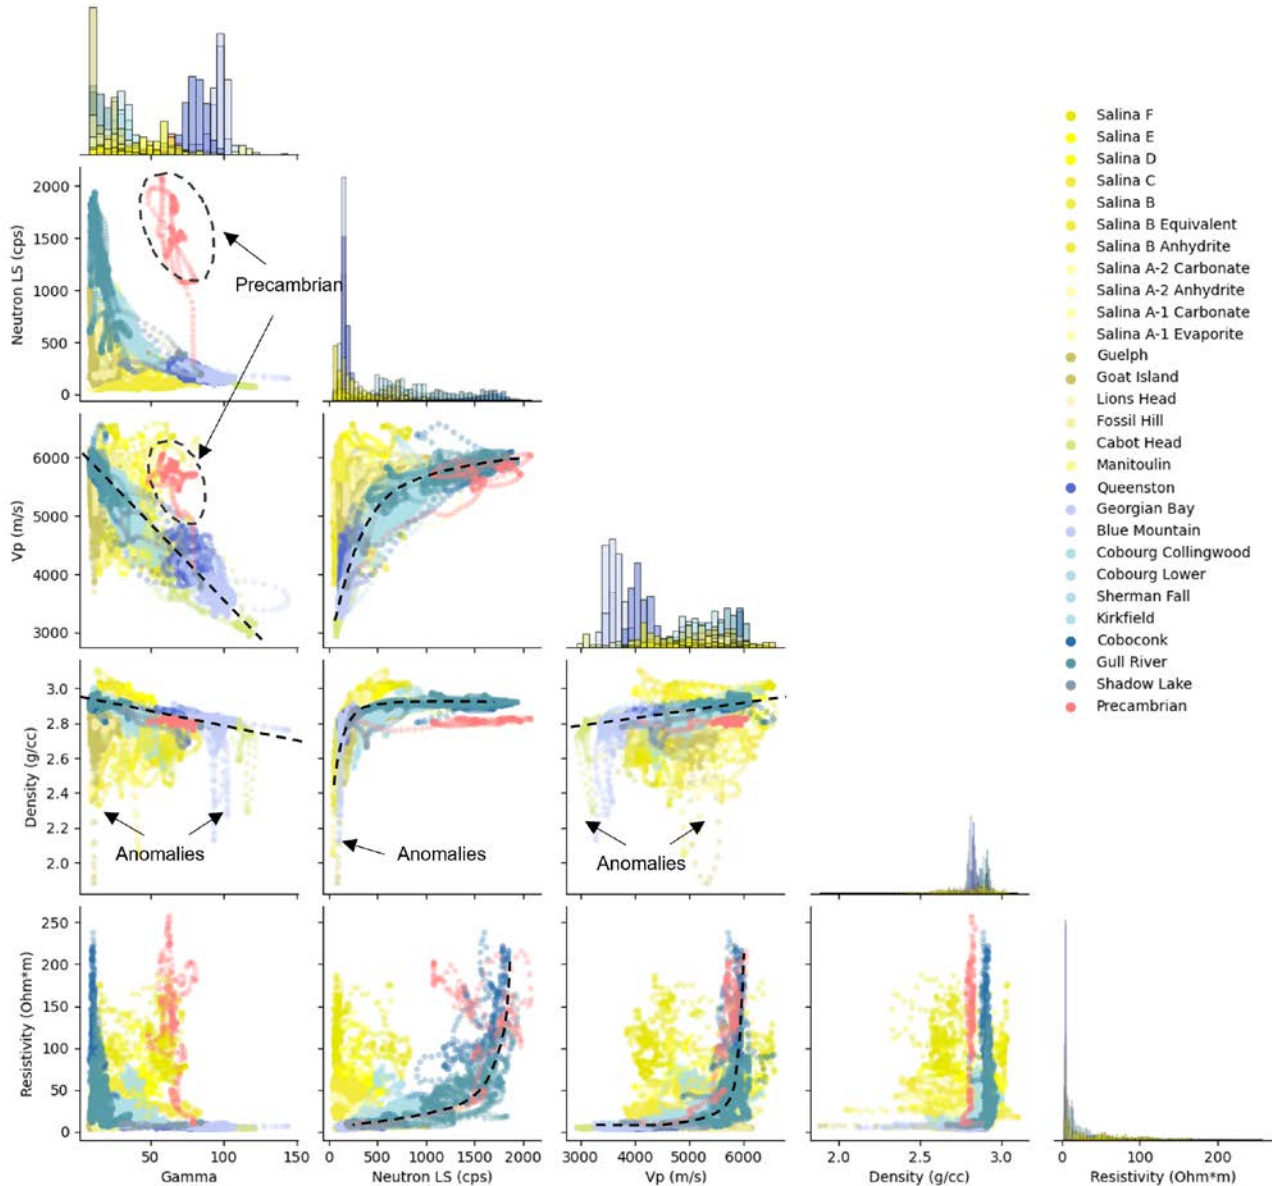 Salina F
Salina E
Salina D
Salina C
Salina B
Salina B Equivalent
Salina B Anhydrite
Salina A-2 Carbonate
Salina A-2 Anhydrite
Salina A-1 Carbonate
Salina A-1 Evaporite
Guelph
Goat Island
Lions Head
Fossil Hill
Cabot Head
Manitoulin
Queenston
Georgian Bay
Blue Mountain
Cobourg Collingwood
Cobourg Lower
Sherman Fall
Kirkfield
Coboconk
Gull River
Shadow Lake
Precambrian
Neutron LS (cps)
2000
1500
1000
500
0
Precambrian
Vp (m/s)
6000
5000
4000
3000
Density (g/cc)
3.0
2.8
2.6
2.4
2.2
2.0
Anomalies
Anomalies
Anomalies
Resistivity (Ohm*m)
250
200
150
100
50
0
50 100 150
Gamma
0 500 1000 1500 2000
Neutron LS (cps)
3000 4000 5000 6000
Vp (m/s)
2.0 2.5 3.0
Density (g/cc)
0 100 200
Resistivity (Ohm*m)